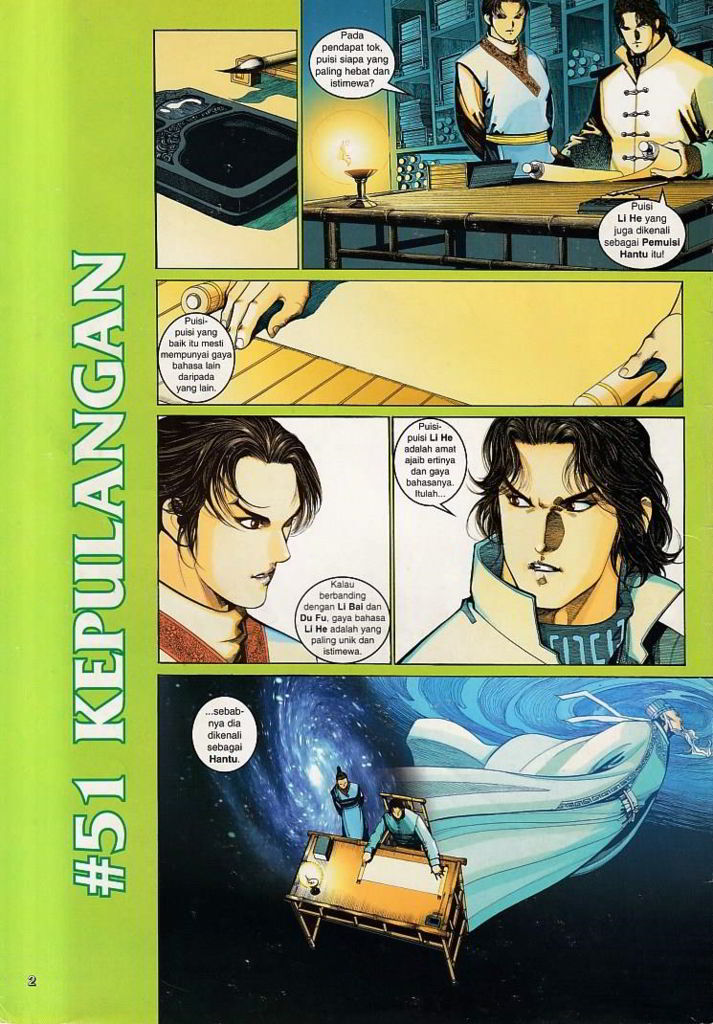 #51 KEPULANGAN
Pada
pendapat tok,
puisi siapa yang
paling hebat dan
istimewa?
Puisi
Li He yang
juga dikenali
sebagai Pemuisi
Hantu itu!
Puisi-
puisi yang
baik itu mesti
mempunyai gaya
bahasa lain
daripada
yang lain.
Kalau
berbanding
dengan Li Bai dan
Du Fu, gaya bahasa
Li He adalah yang
paling unik dan
istimewa.
Puisi-
puisi Li He
adalah amat
ajaib ertinya
dan gaya
bahasanya.
Itulah...
...sebab-
nya dia
dikenali
sebagai
Hantu.
2